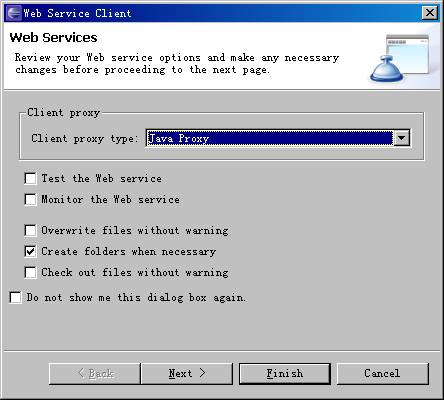 Web Service Client
Web Services
Review your Web service options and make any necessary
changes before proceeding to the next page.
Client proxy
Client proxy type: Java Proxy
Test the Web service
Monitor the Web service
Overwrite files without warning
Create folders when necessary
Check out files without warning
Do not show me this dialog box again.
< Back Next > Finish Cancel